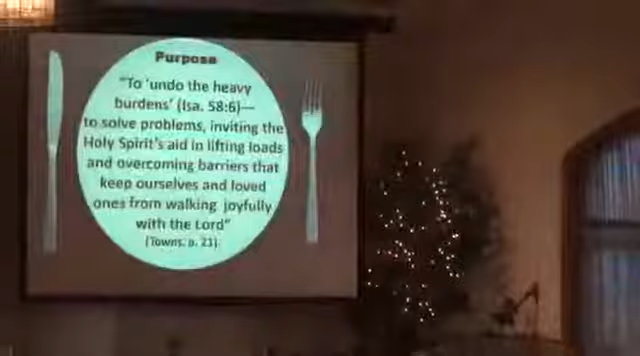 Purpose
"To 'undo the heavy
burdens' (Isa. 58:6)—
to solve problems, inviting the
Holy Spirit's aid in lifting loads
and overcoming barriers that
keep ourselves and loved
ones from walking joyfully
with the Lord"
(Towns, p. 21)